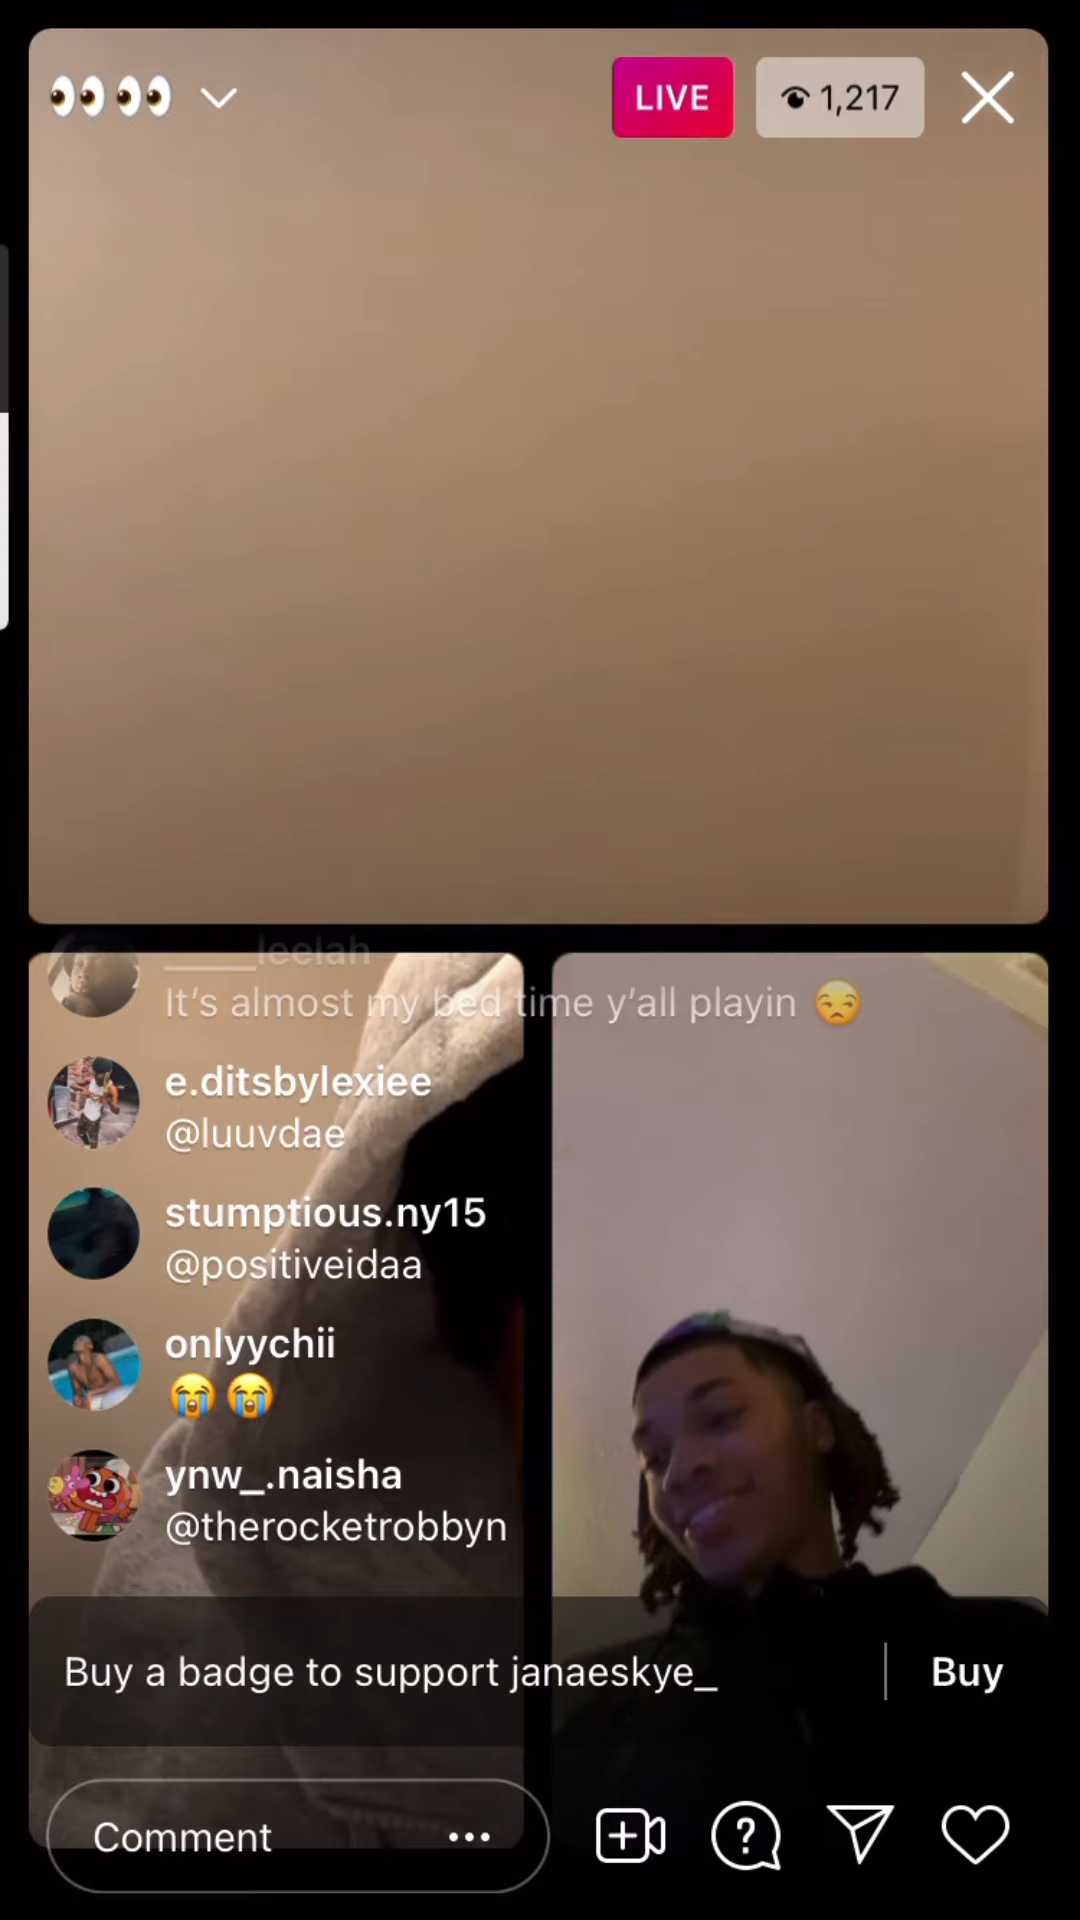 👀👀
LIVE
1,217
____leelah
It’s almost my bed time y’all playin 😒
e.ditsbylexiee
@luuvdae
stumptious.ny15
@positiveidaa
onlyychii
😭😭
ynw_.naisha
@therocketrobbyn
Buy a badge to support janaeskye_
Buy
Comment